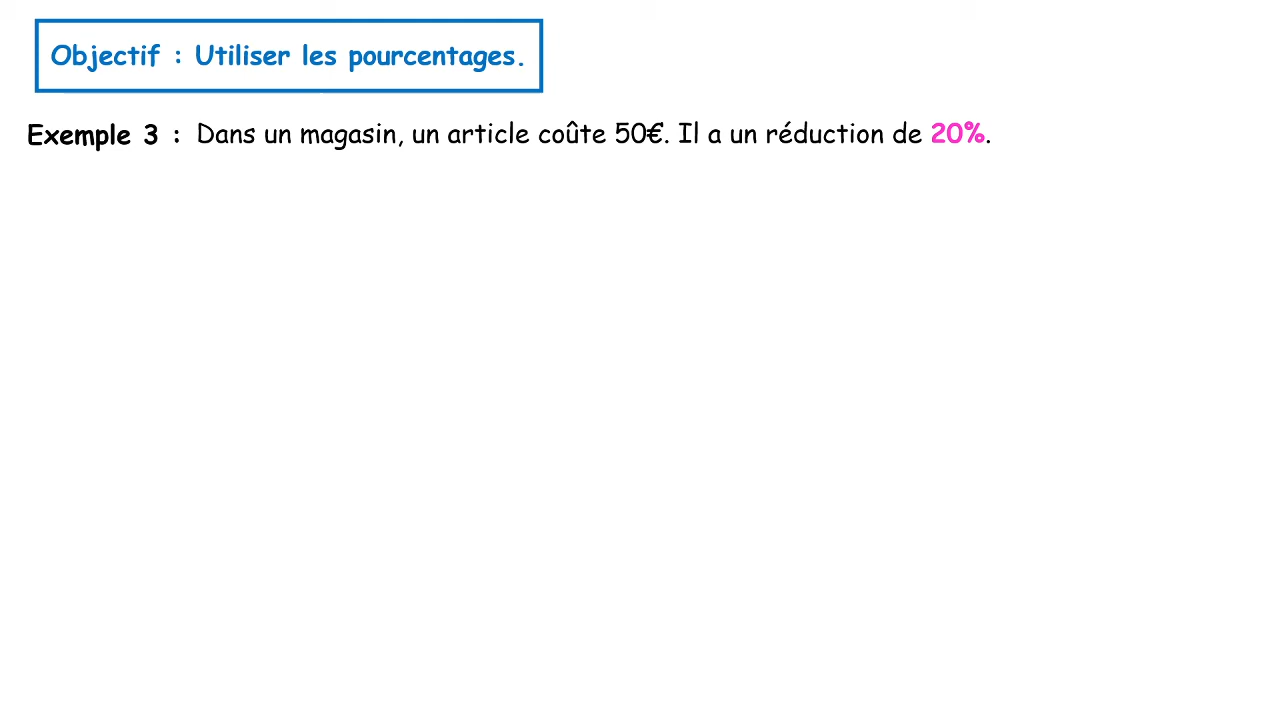 Objectif : Utiliser les pourcentages.
Exemple 3 : Dans un magasin, un article coûte 50€. Il a un réduction de 20%.